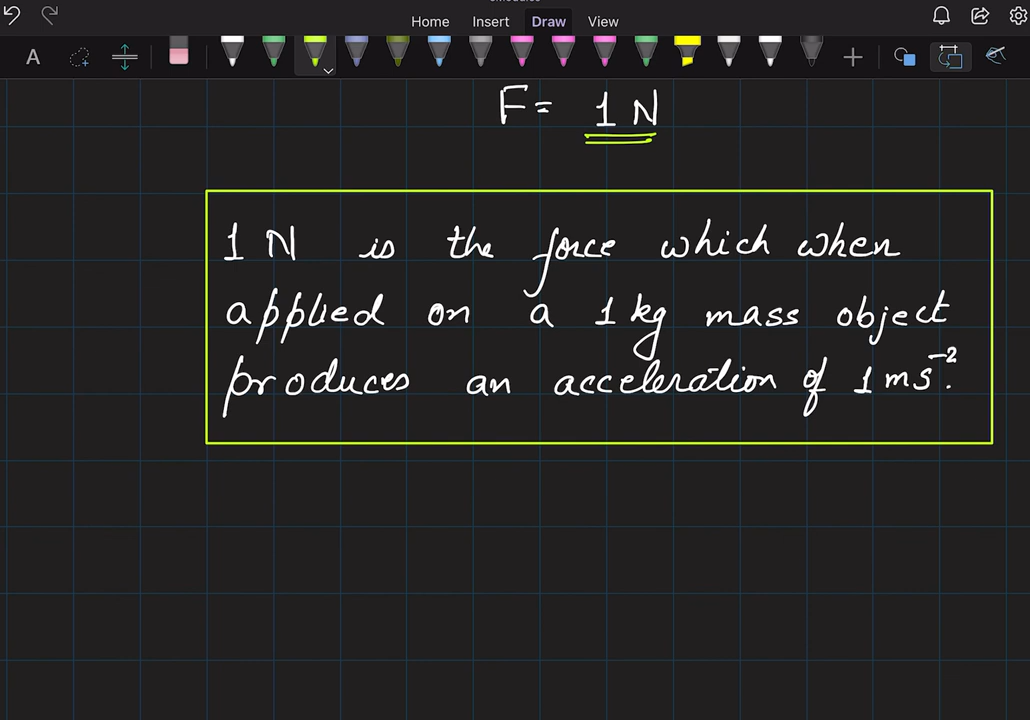 Home Insert Draw View
A
F= 1 N
1 N is the force which when
applied on a 1 kg mass object
produces an acceleration of 1 ms⁻².